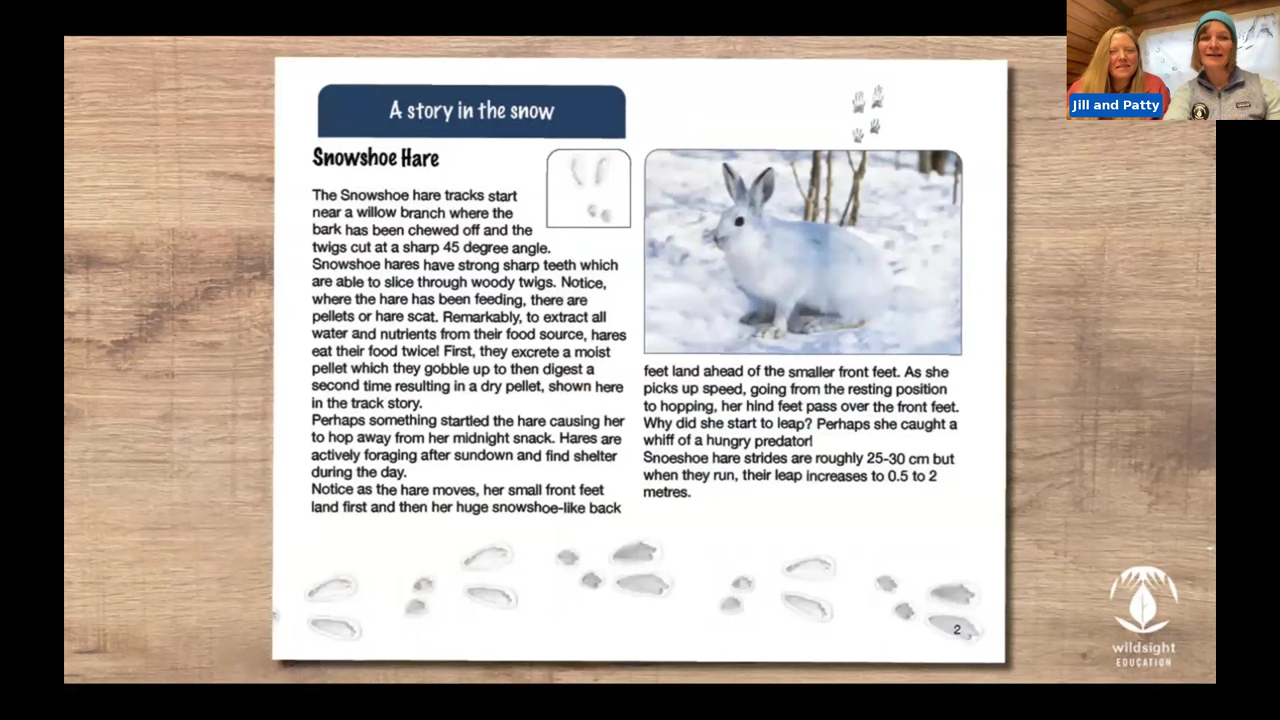 Jill and Patty
A story in the snow
Snowshoe Hare
The Snowshoe hare tracks start
near a willow branch where the
bark has been chewed off and the
twigs cut at a sharp 45 degree angle.
Snowshoe hares have strong sharp teeth which
are able to slice through woody twigs. Notice,
where the hare has been feeding, there are
pellets or hare scat. Remarkably, to extract all
water and nutrients from their food source, hares
eat their food twice! First, they excrete a moist
pellet which they gobble up to then digest a
second time resulting in a dry pellet, shown here
in the track story.
Perhaps something startled the hare causing her
to hop away from her midnight snack. Hares are
actively foraging after sundown and find shelter
during the day.
Notice as the hare moves, her small front feet
land first and then her huge snowshoe-like back
feet land ahead of the smaller front feet. As she
picks up speed, going from the resting position
to hopping, her hind feet pass over the front feet.
Why did she start to leap? Perhaps she caught a
whiff of a hungry predator!
Snoeshoe hare strides are roughly 25-30 cm but
when they run, their leap increases to 0.5 to 2
metres.
2
wildsight
EDUCATION